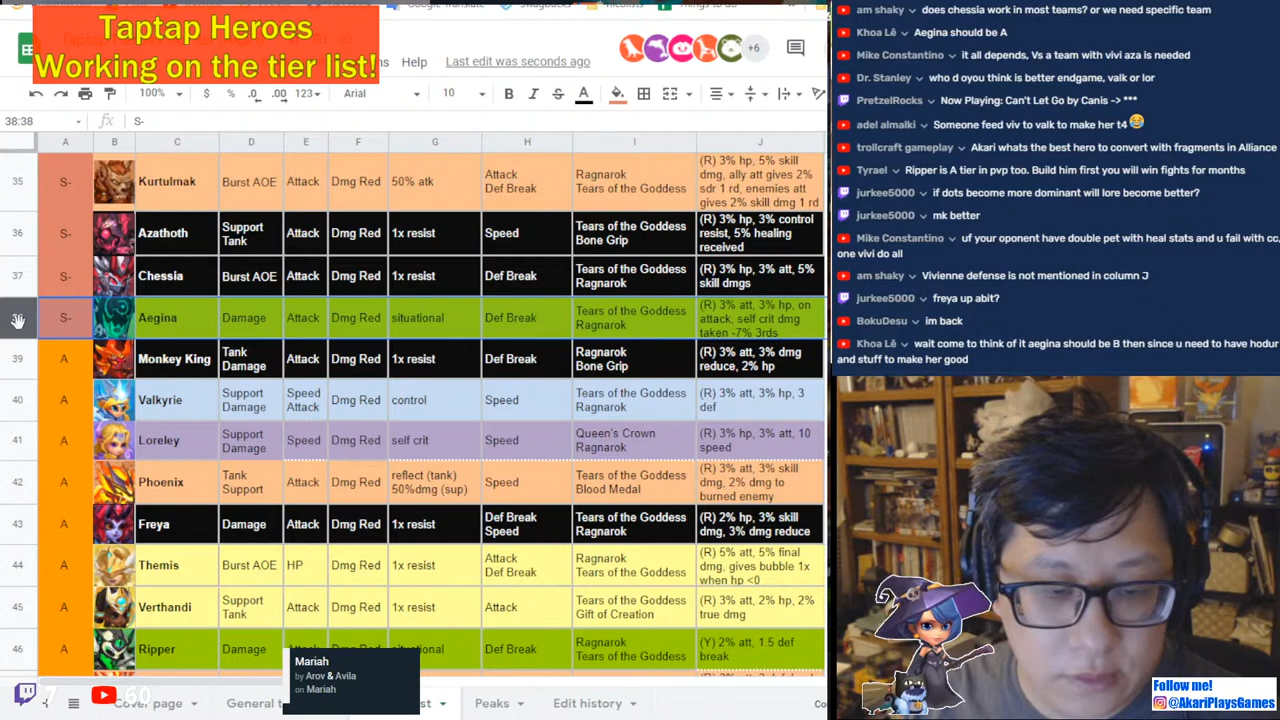 Taptap Heroes
Working on the tier list!
Google Translate
Swagbucks
Help
Last edit was seconds ago
+6
100%
$
%
.0
.00
123
Arial
10
B
I
S
A
38:38
fx
S-
A
B
C
D
E
F
G
H
I
J
35
S-
Kurtulmak
Burst AOE
Attack
Dmg Red
50% atk
Attack
Def Break
Ragnarok
Tears of the Goddess
(R) 3% hp, 5% skill
dmg, ally att gives 2%
sdr 1 rd, enemies att
gives 2% skill dmg 1 rd
36
S-
Azathoth
Support
Tank
Attack
Dmg Red
1x resist
Speed
Tears of the Goddess
Bone Grip
(R) 3% hp, 3% control
resist, 5% healing
received
37
S-
Chessia
Burst AOE
Attack
Dmg Red
1x resist
Def Break
Tears of the Goddess
Ragnarok
(R) 3% hp, 3% att, 5%
skill dmgs
S-
Aegina
Damage
Attack
Dmg Red
situational
Def Break
Tears of the Goddess
Ragnarok
(R) 3% att, 3% hp, on
attack, self crit dmg
taken -7% 3rds
39
A
Monkey King
Tank
Damage
Attack
Dmg Red
1x resist
Def Break
Ragnarok
Bone Grip
(R) 3% att, 3% dmg
reduce, 2% hp
40
A
Valkyrie
Support
Damage
Speed
Attack
Dmg Red
control
Speed
Tears of the Goddess
Ragnarok
(R) 3% att, 3% hp, 3
def
41
A
Loreley
Support
Damage
Speed
Dmg Red
self crit
Speed
Queen's Crown
Ragnarok
(R) 3% hp, 3% att, 10
speed
42
A
Phoenix
Tank
Support
Attack
Dmg Red
reflect (tank)
50%dmg (sup)
Speed
Tears of the Goddess
Blood Medal
(R) 3% att, 3% skill
dmg, 2% dmg to
burned enemy
43
A
Freya
Damage
Attack
Dmg Red
1x resist
Def Break
Speed
Tears of the Goddess
Ragnarok
(R) 2% hp, 3% skill
dmg, 3% dmg reduce
44
A
Themis
Burst AOE
HP
Dmg Red
1x resist
Attack
Def Break
Ragnarok
Tears of the Goddess
(R) 5% att, 5% final
dmg, gives bubble 1x
when hp <0
45
A
Verthandi
Support
Tank
Attack
Dmg Red
1x resist
Attack
Tears of the Goddess
Gift of Creation
(R) 3% att, 2% hp, 2%
true dmg
46
A
Ripper
Damage
Def Break
Ragnarok
Tears of the Goddess
(Y) 2% att, 1.5 def
break
Mariah
by Arov & Avila
on Mariah
7
60
Cover page
General t
Peaks
Edit history
am shaky does chessia work in most teams? or we need specific team
Khoa Lê Aegina should be A
Mike Constantino it all depends, Vs a team with vivi aza is needed
Dr. Stanley who d oyou think is better endgame, valk or lor
PretzelRocks Now Playing: Can't Let Go by Canis -> ***
adel almalki Someone feed viv to valk to make her t4 😂
trollcraft gameplay Akari whats the best hero to convert with fragments in Alliance
Tyrael Ripper is A tier in pvp too. Build him first you will win fights for months
jurkee5000 if dots become more dominant will lore become better?
jurkee5000 mk better
Mike Constantino uf your oponent have double pet with heal stats and u fail with co
one vivi do all
am shaky Vivienne defense is not mentioned in column J
jurkee5000 freya up abit?
BokuDesu im back
Khoa Lê wait come to think of it aegina should be B then since u need to have hodur
and stuff to make her good
Follow me!
@AkariPlaysGames